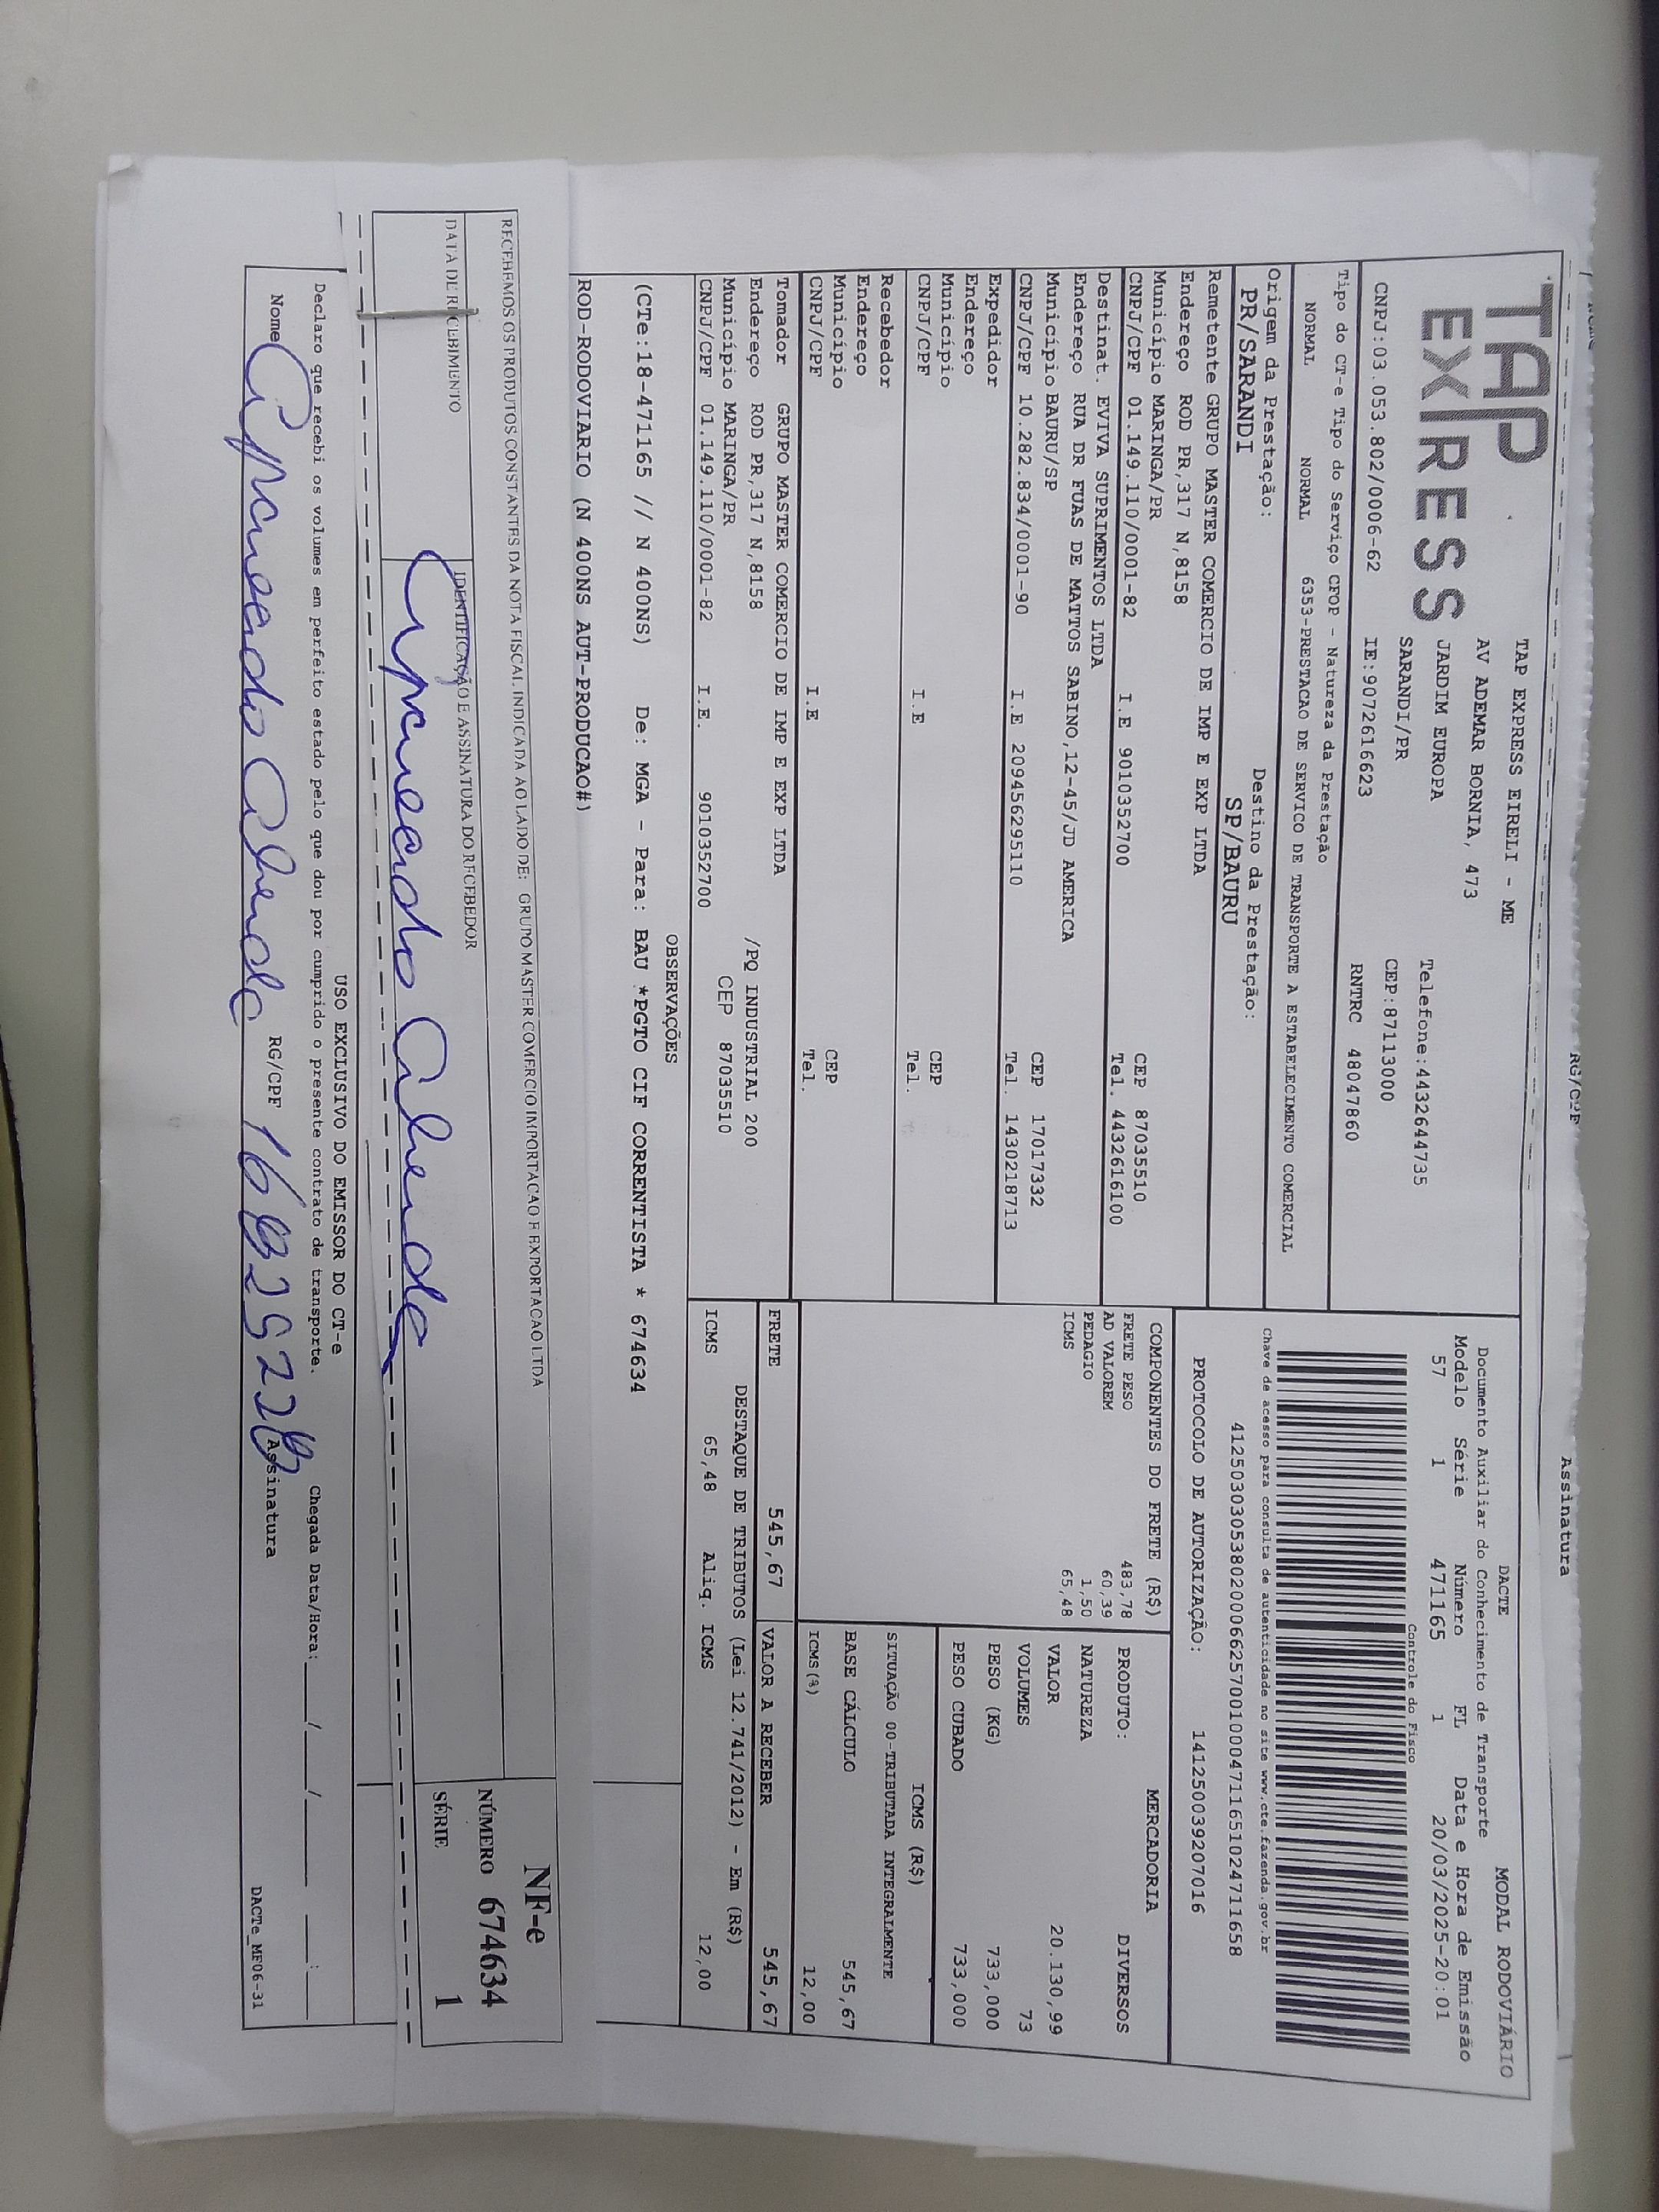 RG/CPF
Assinatura
TAP
EXPRESS
TAP EXPRESS EIRELI - ME
AV ADEMAR BORNIA, 473
JARDIM EUROPA
Telefone:4432644735
SARANDI/PR
CEP:87113000
CNPJ:03.053.802/0006-62
IE:9072616623
RNTRC 48047860
DACTE
MODAL RODOVIÁRIO
Documento Auxiliar do Conhecimento de Transporte
Modelo Série Número FL Data e Hora de Emissão
57 1 471165 1 20/03/2025-20:01
Controle do Fisco
Chave de acesso para consulta de autenticidade no site www.cte.fazenda.gov.br
41250303053802000662570010004711651024711658
PROTOCOLO DE AUTORIZAÇÃO: 141250039207016
Tipo do CT-e Tipo do Serviço CFOP - Natureza da Prestação
NORMAL NORMAL 6353-PRESTACAO DE SERVICO DE TRANSPORTE A ESTABELECIMENTO COMERCIAL
Origem da Prestação: Destino da Prestação:
PR/SARANDI SP/BAURU
Remetente GRUPO MASTER COMERCIO DE IMP E EXP LTDA
Endereço ROD PR,317 N,8158
Município MARINGA/PR CEP 87035510
CNPJ/CPF 01.149.110/0001-82 I.E 9010352700 Tel. 4432616100
Destinat. EVIVA SUPRIMENTOS LTDA
Endereço RUA DR FUAS DE MATTOS SABINO,12-45/JD AMERICA
Município BAURU/SP CEP 17017332
CNPJ/CPF 10.282.834/0001-90 I.E 209456295110 Tel. 1430218713
Expedidor
Endereço
Município CEP
CNPJ/CPF I.E Tel.
Recebedor
Endereço
Município CEP
CNPJ/CPF I.E Tel.
Tomador GRUPO MASTER COMERCIO DE IMP E EXP LTDA
Endereço ROD PR,317 N,8158 /PQ INDUSTRIAL 200
Município MARINGA/PR CEP 87035510
CNPJ/CPF 01.149.110/0001-82 I.E. 9010352700
COMPONENTES DO FRETE (R$)
FRETE PESO 483,78
AD VALOREM 60,39
PEDAGIO 1,50
ICMS 65,48
MERCADORIA
PRODUTO: DIVERSOS
NATUREZA
VALOR 20.130,99
VOLUMES 73
PESO (KG) 733,000
PESO CUBADO 733,000
ICMS (R$)
SITUAÇÃO 00-TRIBUTADA INTEGRALMENTE
BASE CÁLCULO 545,67
ICMS(%) 12,00
FRETE 545,67 VALOR A RECEBER 545,67
DESTAQUE DE TRIBUTOS (Lei 12.741/2012) - Em (R$)
ICMS 65,48 Aliq. ICMS 12,00
OBSERVAÇÕES
(CTe:18-471165 // N 400NS) De: MGA - Para: BAU *PGTO CIF CORRENTISTA * 674634
ROD-RODOVIARIO (N 400NS AUT-PRODUCAO#)
RECEBEMOS OS PRODUTOS CONSTANTES DA NOTA FISCAL INDICADA AO LADO DE: GRUPO MASTER COMERCIO IMPORTACAO E EXPORTACAO LTDA
NF-e
NÚMERO 674634
SÉRIE 1
DATA DE RECEBIMENTO
IDENTIFICAÇÃO E ASSINATURA DO RECEBEDOR
USO EXCLUSIVO DO EMISSOR DO CT-e
Declaro que recebi os volumes em perfeito estado pelo que dou por cumprido o presente contrato de transporte. Chegada Data/Hora:____/____/____ ___:___
Nome RG/CPF Assinatura
DACTe_MF06-31